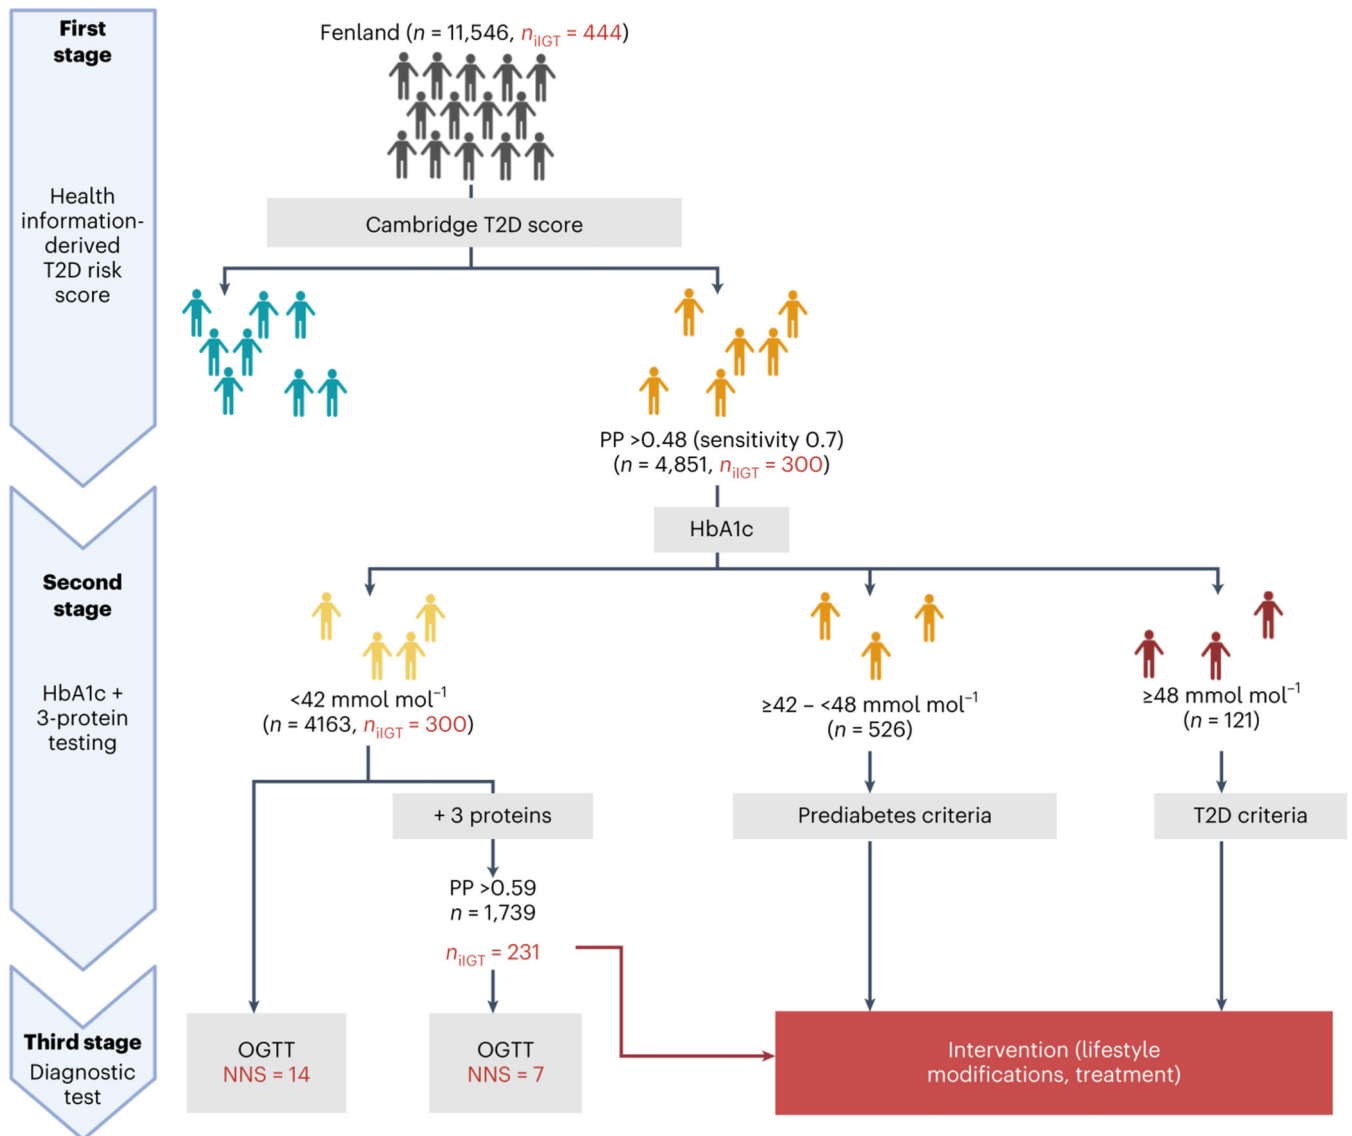 First
stage
Health
information-
derived
T2D risk
score
Fenland (n = 11,546, niIGT = 444)
Cambridge T2D score
PP >0.48 (sensitivity 0.7)
(n = 4,851, niIGT = 300)
HbA1c
Second
stage
HbA1c +
3-protein
testing
<42 mmol mol⁻¹
(n = 4163, niIGT = 300)
≥42 – <48 mmol mol⁻¹
(n = 526)
≥48 mmol mol⁻¹
(n = 121)
+ 3 proteins
Prediabetes criteria
T2D criteria
PP >0.59
n = 1,739
niIGT = 231
Third stage
Diagnostic
test
OGTT
NNS = 14
OGTT
NNS = 7
Intervention (lifestyle
modifications, treatment)